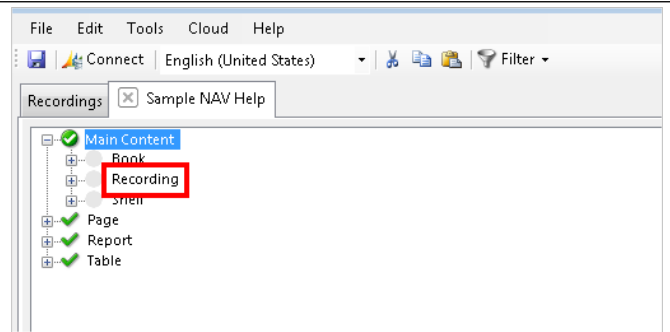 File Edit Tools Cloud Help
Connect English (United States) Filter
Recordings Sample NAV Help
Main Content
Book
Recording
Shell
Page
Report
Table